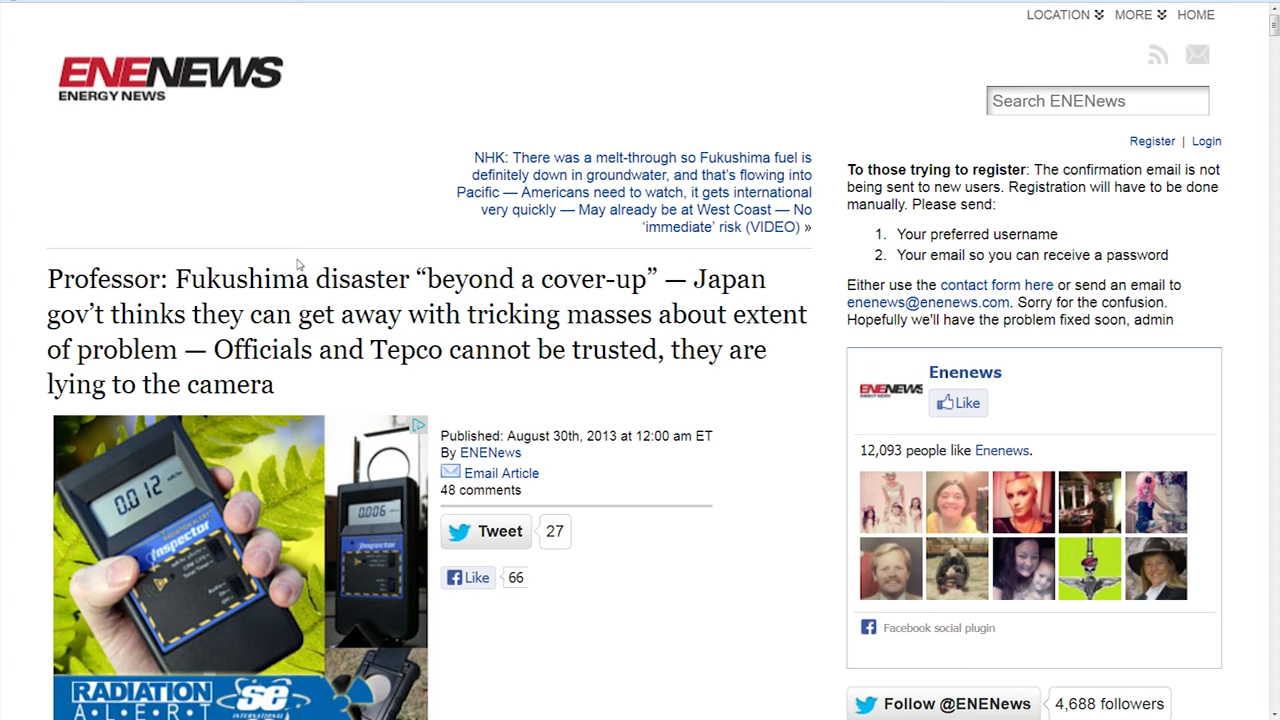 LOCATION MORE HOME
ENENEWS
ENERGY NEWS
Search ENENews
Register | Login
NHK: There was a melt-through so Fukushima fuel is
definitely down in groundwater, and that's flowing into
Pacific — Americans need to watch, it gets international
very quickly — May already be at West Coast — No
‘immediate’ risk (VIDEO) »
Professor: Fukushima disaster “beyond a cover-up” — Japan
gov’t thinks they can get away with tricking masses about extent
of problem — Officials and Tepco cannot be trusted, they are
lying to the camera
Published: August 30th, 2013 at 12:00 am ET
By ENENews
Email Article
48 comments
Tweet 27
Like 66
0.012
Inspector
0.006
Inspector
RADIATION
A·L·E·R·T
se
INTERNATIONAL
To those trying to register: The confirmation email is not
being sent to new users. Registration will have to be done
manually. Please send:
1. Your preferred username
2. Your email so you can receive a password
Either use the contact form here or send an email to
enenews@enenews.com. Sorry for the confusion.
Hopefully we'll have the problem fixed soon, admin
ENENEWS
ENERGY NEWS
Enenews
Like
12,093 people like Enenews.
Facebook social plugin
Follow @ENENews 4,688 followers